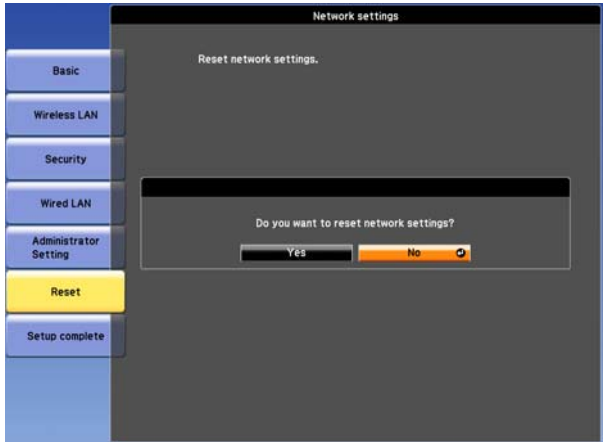 Network settings
Basic
Reset network settings.
Wireless LAN
Security
Wired LAN
Do you want to reset network settings?
Yes
No
Administrator
Setting
Reset
Setup complete